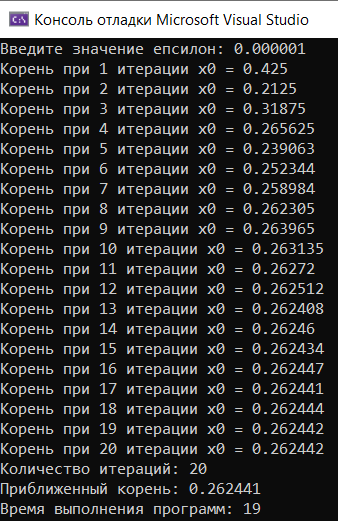 Консоль отладки Microsoft Visual Studio
Введите значение епсилон: 0.000001
Корень при 1 итерации x0 = 0.425
Корень при 2 итерации x0 = 0.2125
Корень при 3 итерации x0 = 0.31875
Корень при 4 итерации x0 = 0.265625
Корень при 5 итерации x0 = 0.239063
Корень при 6 итерации x0 = 0.252344
Корень при 7 итерации x0 = 0.258984
Корень при 8 итерации x0 = 0.262305
Корень при 9 итерации x0 = 0.263965
Корень при 10 итерации x0 = 0.263135
Корень при 11 итерации x0 = 0.26272
Корень при 12 итерации x0 = 0.262512
Корень при 13 итерации x0 = 0.262408
Корень при 14 итерации x0 = 0.26246
Корень при 15 итерации x0 = 0.262434
Корень при 16 итерации x0 = 0.262447
Корень при 17 итерации x0 = 0.262441
Корень при 18 итерации x0 = 0.262444
Корень при 19 итерации x0 = 0.262442
Корень при 20 итерации x0 = 0.262442
Количество итераций: 20
Приближенный корень: 0.262441
Время выполнения программ: 19